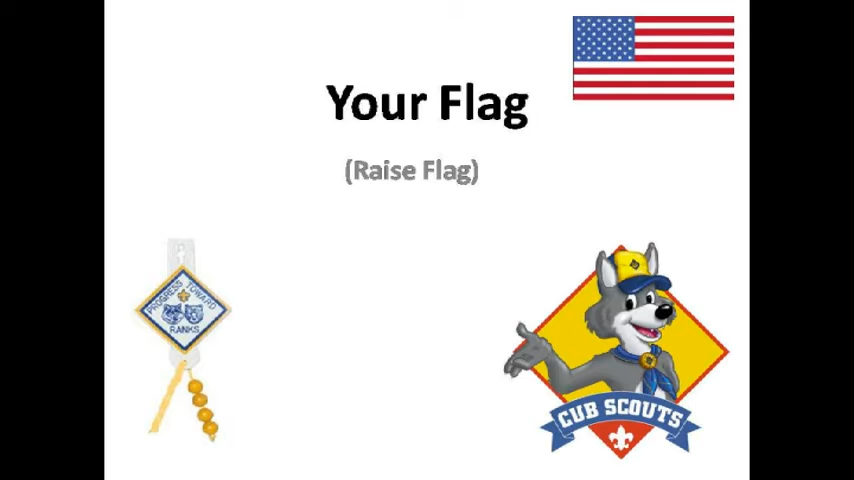 Your Flag
(Raise Flag)
PROGRESS TOWARD
RANKS
CUB SCOUTS